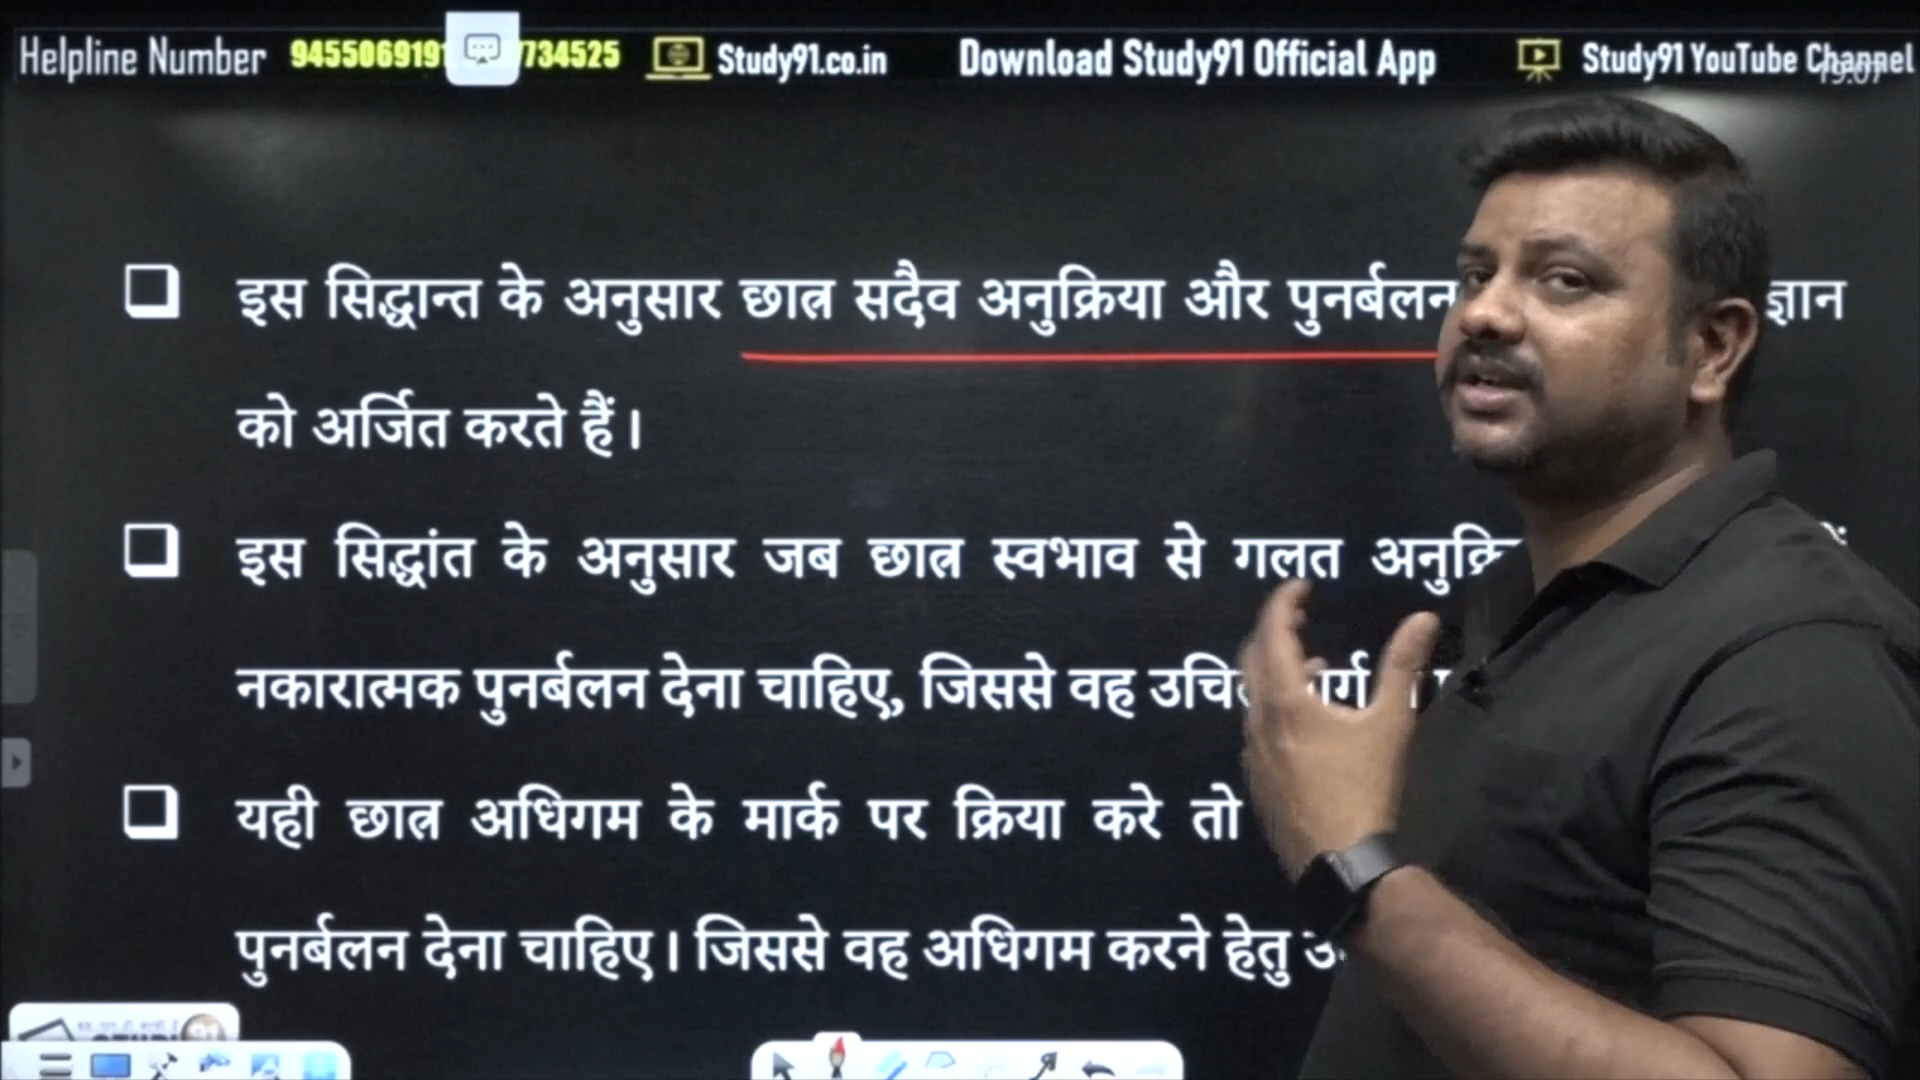 Helpline Number 9455069191 7734525 Study91.co.in Download Study91 Official App Study91 YouTube Channel
इस सिद्धान्त के अनुसार छात्र सदैव अनुक्रिया और पुनर्बलन ज्ञान
को अर्जित करते हैं।
इस सिद्धांत के अनुसार जब छात्र स्वभाव से गलत
नकारात्मक पुनर्बलन देना चाहिए, जिससे वह
यही छात्र अधिगम के मार्क पर क्रिया करे तो
पुनर्बलन देना चाहिए। जिससे वह अधिगम करने हेतु